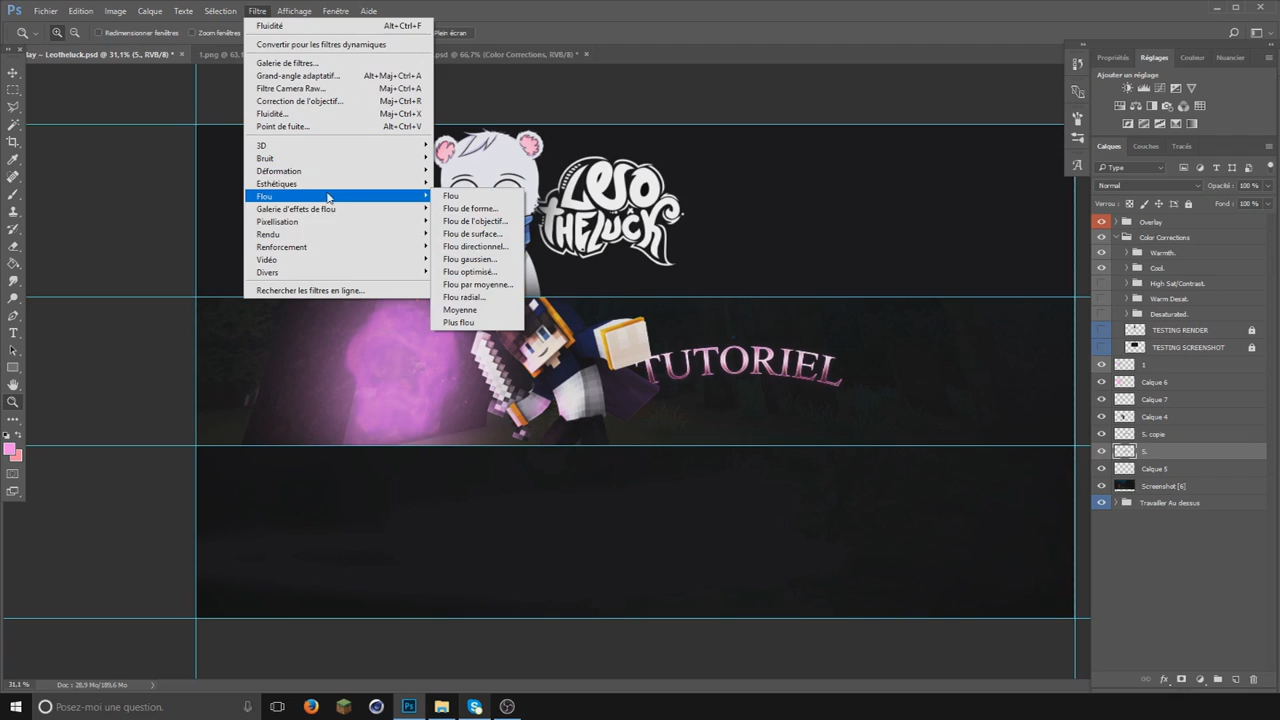 Ps Fichier Edition Image Calque Texte Sélection Filtre Affichage Fenêtre Aide
Redimensionner fenêtres Zoom fenêtres Plein écran
lay – Leotheluck.psd @ 31,1% (5., RVB/8) * × 1.png @ 63.1 .psd @ 66,7% (Color Corrections, RVB/8) * ×
Fluidité Alt+Ctrl+F
Convertir pour les filtres dynamiques
Galerie de filtres...
Grand-angle adaptatif... Alt+Maj+Ctrl+A
Filtre Camera Raw... Maj+Ctrl+A
Correction de l'objectif... Maj+Ctrl+R
Fluidité... Maj+Ctrl+X
Point de fuite... Alt+Ctrl+V
3D
Bruit
Déformation
Esthétiques
Flou
Galerie d'effets de flou
Pixellisation
Rendu
Renforcement
Vidéo
Divers
Rechercher les filtres en ligne...
Flou
Flou de forme...
Flou de l'objectif...
Flou de surface...
Flou directionnel...
Flou gaussien...
Flou optimisé...
Flou par moyenne...
Flou radial...
Moyenne
Plus flou
Leso
theluck
TUTORIEL
Propriétés Réglages Couleur Nuancier
Ajouter un réglage
Calques Couches Tracés
Type
Normal Opacité : 100 %
Verrou : Fond : 100 %
Overlay
Color Corrections
Warmth.
Cool.
High Sat/Contrast.
Warm Desat.
Desaturated.
TESTING RENDER
TESTING SCREENSHOT
1
Calque 6
Calque 7
Calque 4
5. copie
5.
Calque 5
Screenshot [6]
Travailler Au dessus
31,1 % Doc : 28,9 Mo/189,6 Mo
Posez-moi une question.